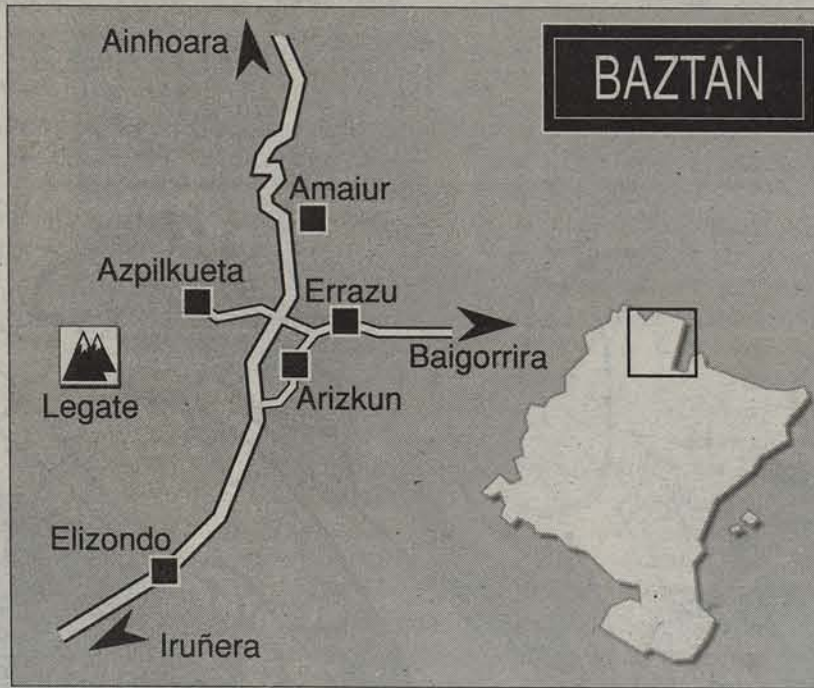 Ainhoara
BAZTAN
Amaiur
Azpilkueta
Errazu
Baigorrira
Legate
Arizkun
Elizondo
Iruñera